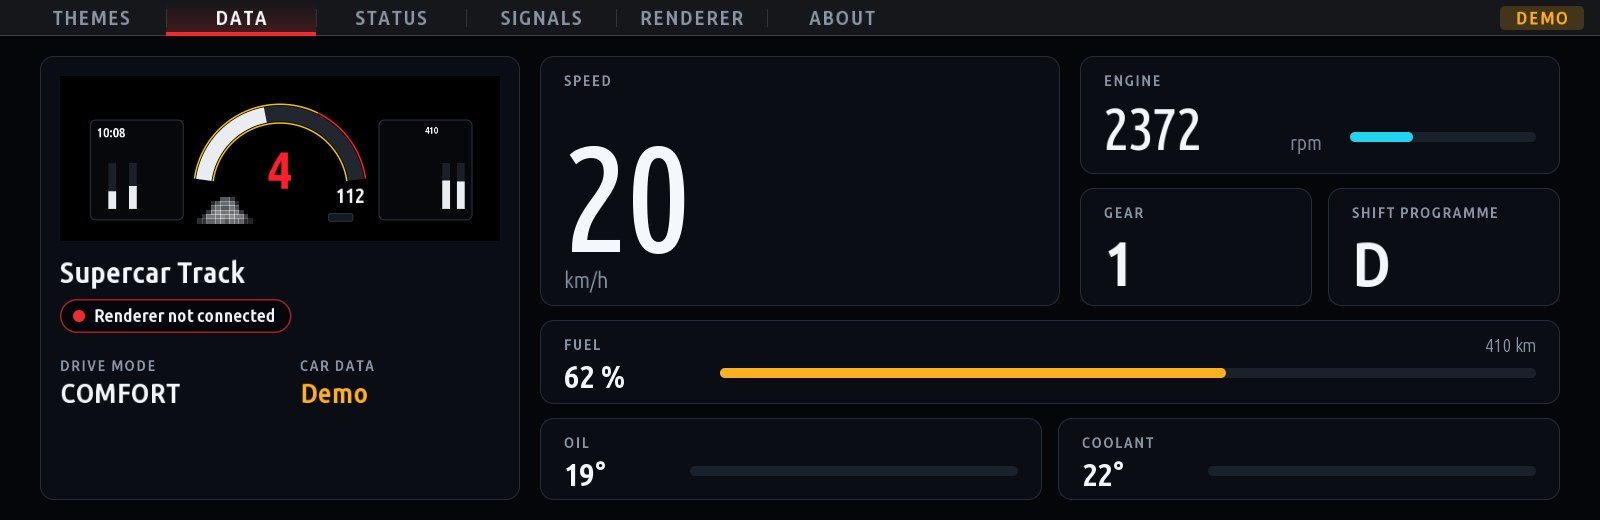 THEMES DATA STATUS SIGNALS RENDERER ABOUT DEMO
10:08
410
4
112
Supercar Track
Renderer not connected
DRIVE MODE CAR DATA
COMFORT Demo
SPEED
20
km/h
ENGINE
2372 rpm
GEAR
1
SHIFT PROGRAMME
D
FUEL 410 km
62 %
OIL
19°
COOLANT
22°